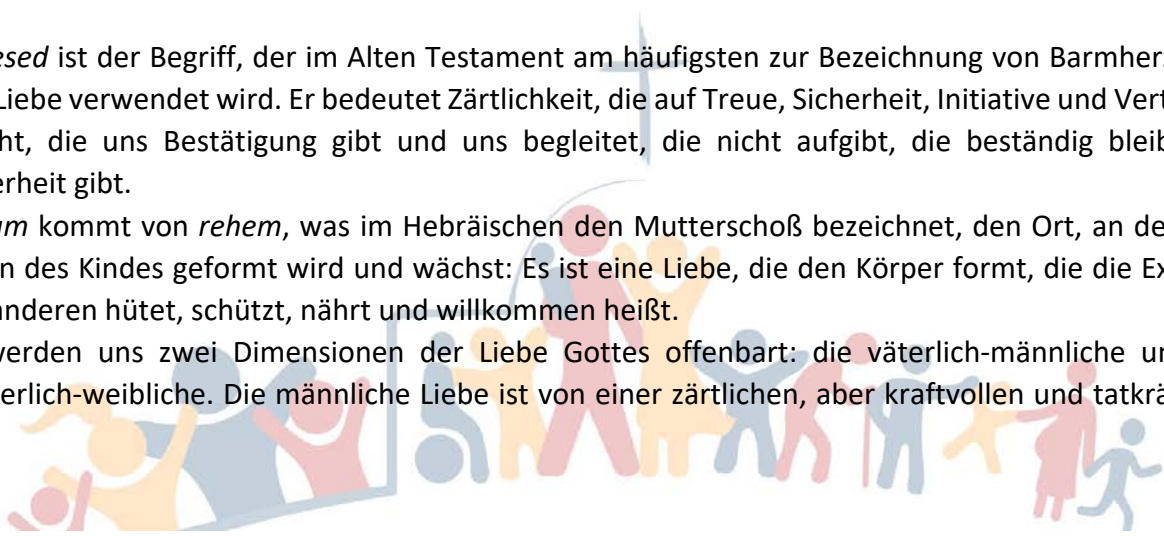 esed ist der Begriff, der im Alten Testament am häufigsten zur Bezeichnung von Barmherz
Liebe verwendet wird. Er bedeutet Zärtlichkeit, die auf Treue, Sicherheit, Initiative und Vert
ht, die uns Bestätigung gibt und uns begleitet, die nicht aufgibt, die beständig bleib
erheit gibt.
um kommt von rehem, was im Hebräischen den Mutterschoß bezeichnet, den Ort, an de
n des Kindes geformt wird und wächst: Es ist eine Liebe, die den Körper formt, die die Ex
anderen hütet, schützt, nährt und willkommen heißt.
werden uns zwei Dimensionen der Liebe Gottes offenbart: die väterlich-männliche un
erlich-weibliche. Die männliche Liebe ist von einer zärtlichen, aber kraftvollen und tatkrä